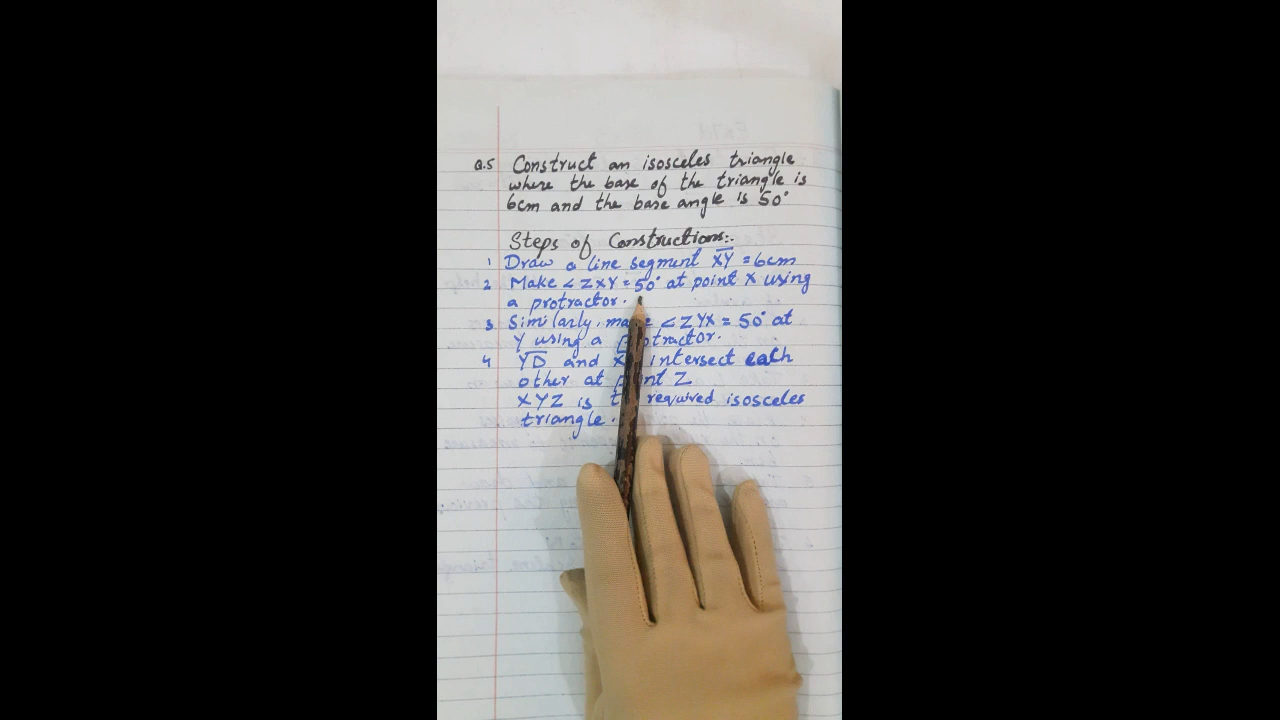 Q.5 Construct an isosceles triangle
where the base of the triangle is
6cm and the base angle is 50°
Steps of Constructions:.
1 Draw a line segment XY = 6cm
2 Make ∠ZXY = 50° at point X using
a protractor.
3 Similarly, ∠ZYX = 50° at
Y using a
4 YD and intersect each
other at Z
XYZ is required isosceles
triangle.